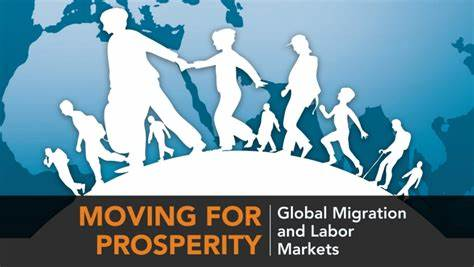 MOVING FOR
PROSPERITY
Global Migration
and Labor
Markets